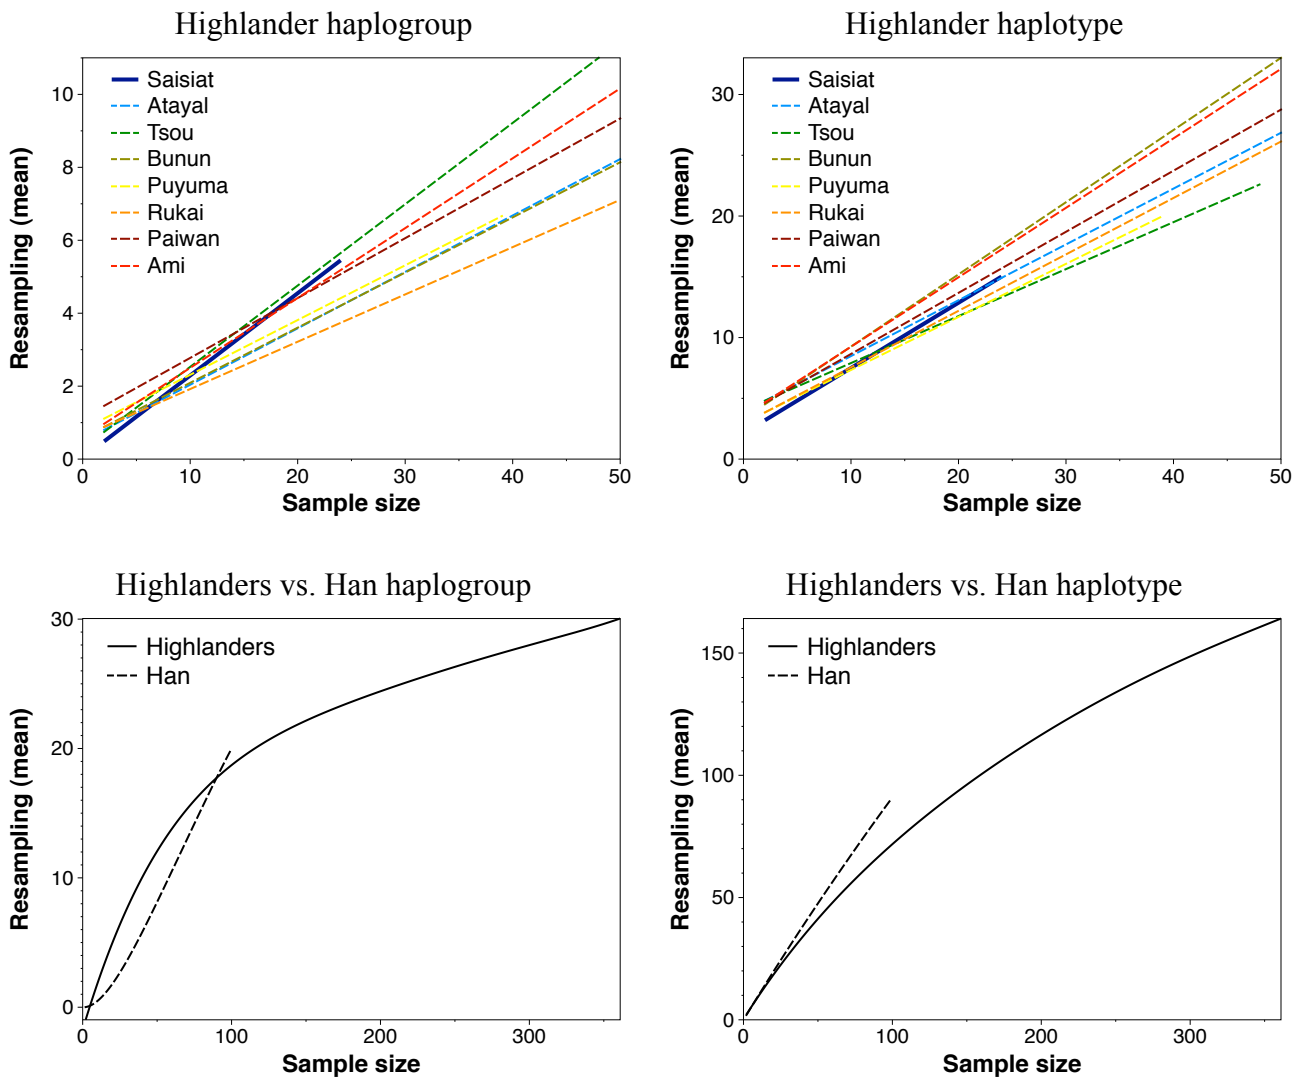 Highlander haplogroup
Resampling (mean)
10
8
6
4
2
0
Saisiat
Atayal
Tsou
Bunun
Puyuma
Rukai
Paiwan
Ami
0 10 20 30 40 50
Sample size
Highlander haplotype
Resampling (mean)
30
20
10
0
Saisiat
Atayal
Tsou
Bunun
Puyuma
Rukai
Paiwan
Ami
0 10 20 30 40 50
Sample size
Highlanders vs. Han haplogroup
Resampling (mean)
30
20
10
0
Highlanders
Han
0 100 200 300
Sample size
Highlanders vs. Han haplotype
Resampling (mean)
150
100
50
0
Highlanders
Han
0 100 200 300
Sample size